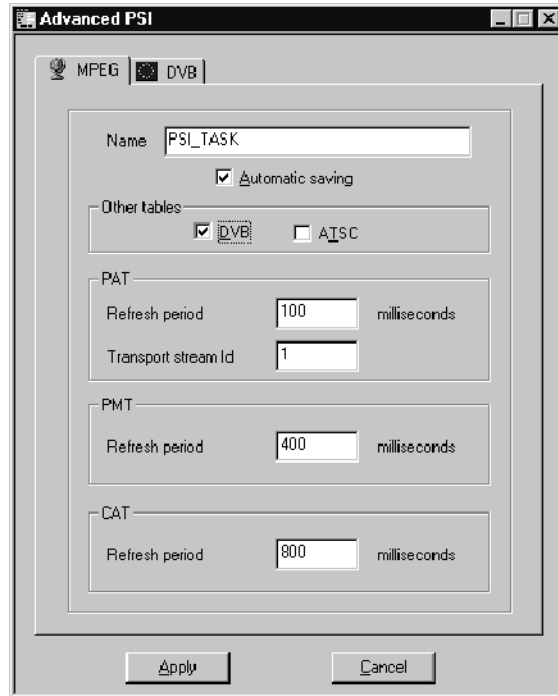 Advanced PSI
MPEG DVB
Name PSI_TASK
Automatic saving
Other tables
DVB ATSC
PAT
Refresh period 100 milliseconds
Transport stream Id 1
PMT
Refresh period 400 milliseconds
CAT
Refresh period 800 milliseconds
Apply Cancel